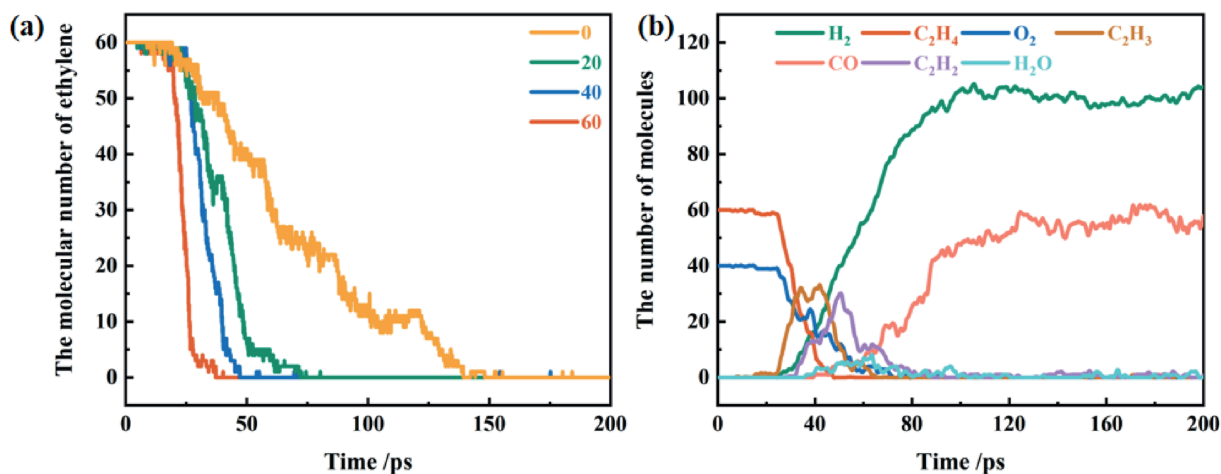 (a)
The molecular number of ethylene
60
50
40
30
20
10
0
0
20
40
60
0 50 100 150 200
Time /ps
(b)
The number of molecules
120
100
80
60
40
20
0
H₂ C₂H₄ O₂ C₂H₃
CO C₂H₂ H₂O
0 40 80 120 160 200
Time /ps